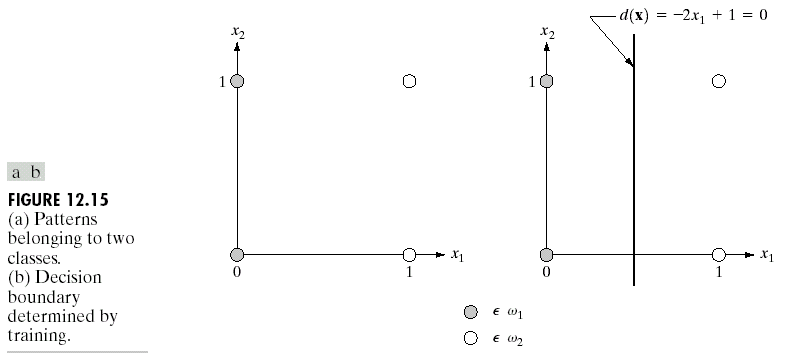 a b
FIGURE 12.15
(a) Patterns
belonging to two
classes.
(b) Decision
boundary
determined by
training.
x₂
1
0
1
x₁
d(x) = −2x₁ + 1 = 0
x₂
1
0
1
x₁
ϵ ω₁
ϵ ω₂